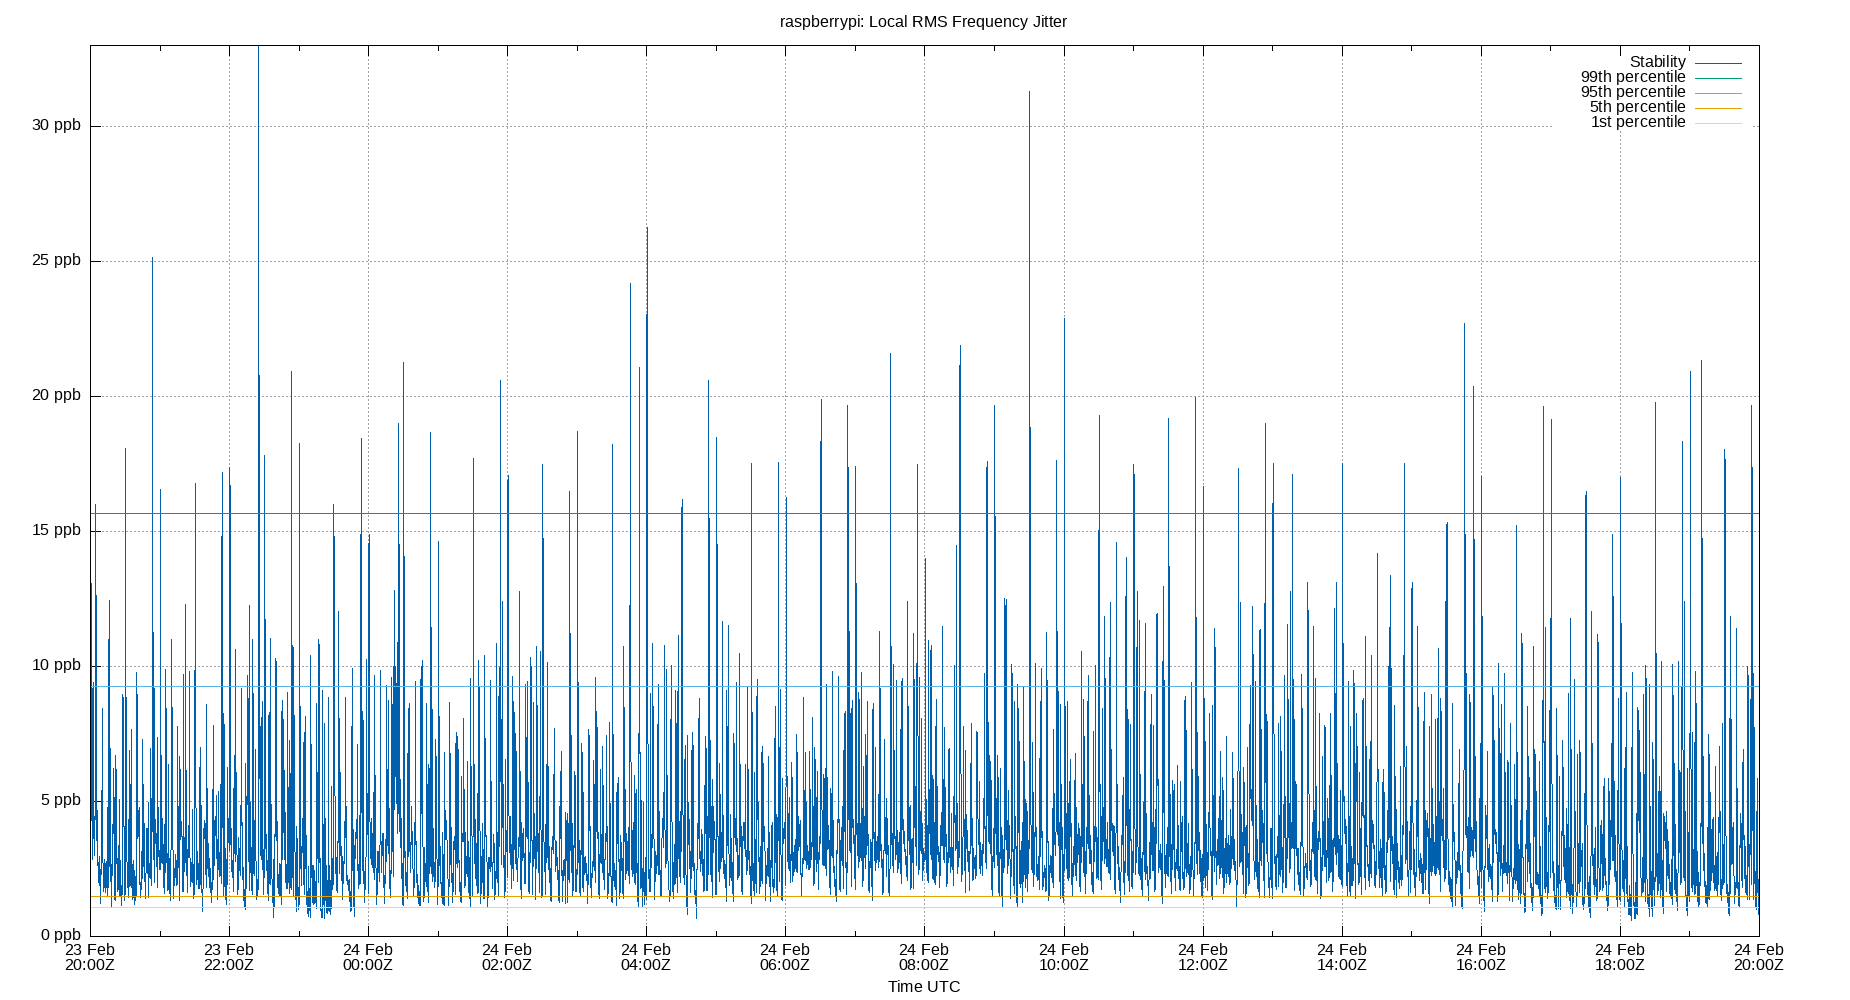 raspberrypi: Local RMS Frequency Jitter
Stability
99th percentile
95th percentile
5th percentile
1st percentile
30 ppb
25 ppb
20 ppb
15 ppb
10 ppb
5 ppb
0 ppb
23 Feb 23 Feb 24 Feb 24 Feb 24 Feb 24 Feb 24 Feb 24 Feb 24 Feb 24 Feb 24 Feb 24 Feb 24 Feb
20:00Z 22:00Z 00:00Z 02:00Z 04:00Z 06:00Z 08:00Z 10:00Z 12:00Z 14:00Z 16:00Z 18:00Z 20:00Z
Time UTC